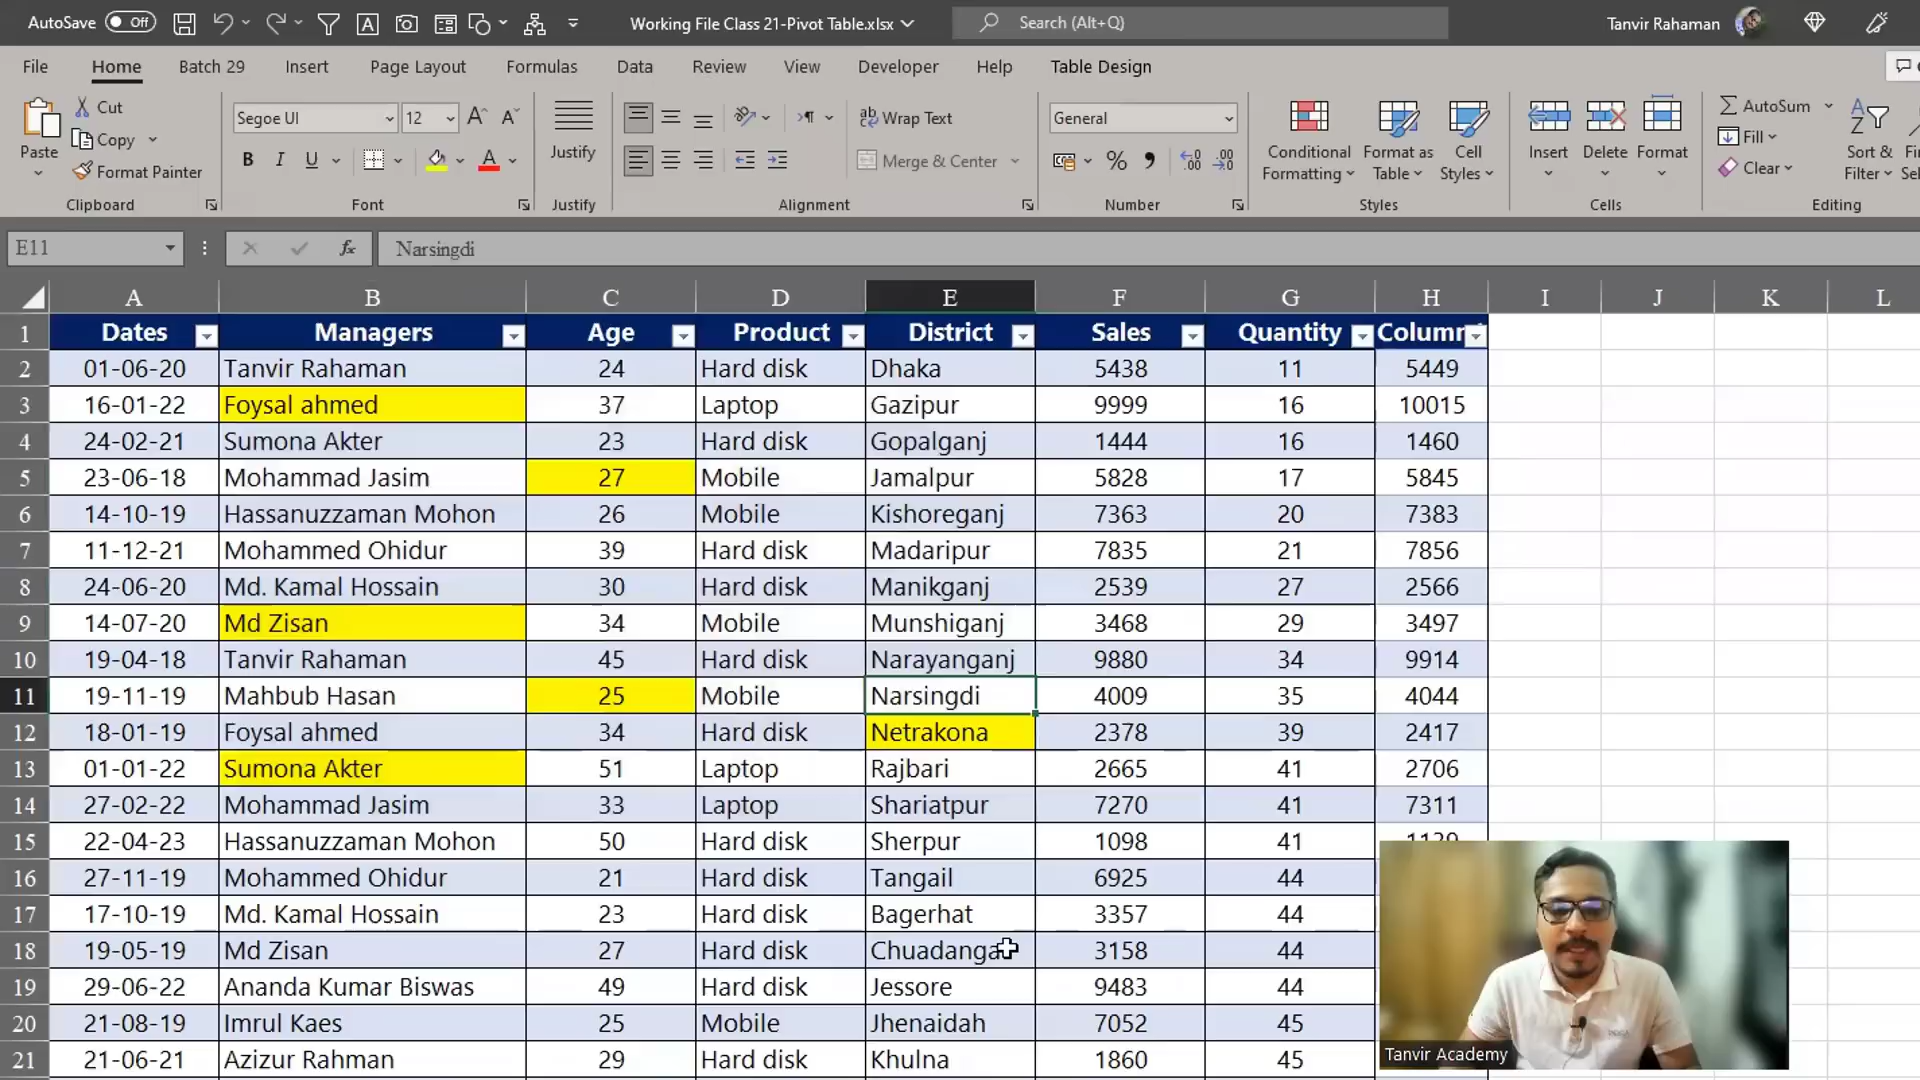 AutoSave Off Working File Class 21-Pivot Table.xlsx Search (Alt+Q) Tanvir Rahaman
File Home Batch 29 Insert Page Layout Formulas Data Review View Developer Help Table Design
Paste Cut Copy Format Painter Clipboard
Segoe UI 12 B I U Font
Justify Justify
Wrap Text Merge & Center Alignment
General % Number
Conditional Formatting Format as Table Cell Styles Styles
Insert Delete Format Cells
AutoSum Fill Clear Sort & Filter Editing
E11 fx Narsingdi
A B C D E F G H I J K L
1 Dates Managers Age Product District Sales Quantity Column
2 01-06-20 Tanvir Rahaman 24 Hard disk Dhaka 5438 11 5449
3 16-01-22 Foysal ahmed 37 Laptop Gazipur 9999 16 10015
4 24-02-21 Sumona Akter 23 Hard disk Gopalganj 1444 16 1460
5 23-06-18 Mohammad Jasim 27 Mobile Jamalpur 5828 17 5845
6 14-10-19 Hassanuzzaman Mohon 26 Mobile Kishoreganj 7363 20 7383
7 11-12-21 Mohammed Ohidur 39 Hard disk Madaripur 7835 21 7856
8 24-06-20 Md. Kamal Hossain 30 Hard disk Manikganj 2539 27 2566
9 14-07-20 Md Zisan 34 Mobile Munshiganj 3468 29 3497
10 19-04-18 Tanvir Rahaman 45 Hard disk Narayanganj 9880 34 9914
11 19-11-19 Mahbub Hasan 25 Mobile Narsingdi 4009 35 4044
12 18-01-19 Foysal ahmed 34 Hard disk Netrakona 2378 39 2417
13 01-01-22 Sumona Akter 51 Laptop Rajbari 2665 41 2706
14 27-02-22 Mohammad Jasim 33 Laptop Shariatpur 7270 41 7311
15 22-04-23 Hassanuzzaman Mohon 50 Hard disk Sherpur 1098 41
16 27-11-19 Mohammed Ohidur 21 Hard disk Tangail 6925 44
17 17-10-19 Md. Kamal Hossain 23 Hard disk Bagerhat 3357 44
18 19-05-19 Md Zisan 27 Hard disk Chuadanga 3158 44
19 29-06-22 Ananda Kumar Biswas 49 Hard disk Jessore 9483 44
20 21-08-19 Imrul Kaes 25 Mobile Jhenaidah 7052 45
21 21-06-21 Azizur Rahman 29 Hard disk Khulna 1860 45
Tanvir Academy